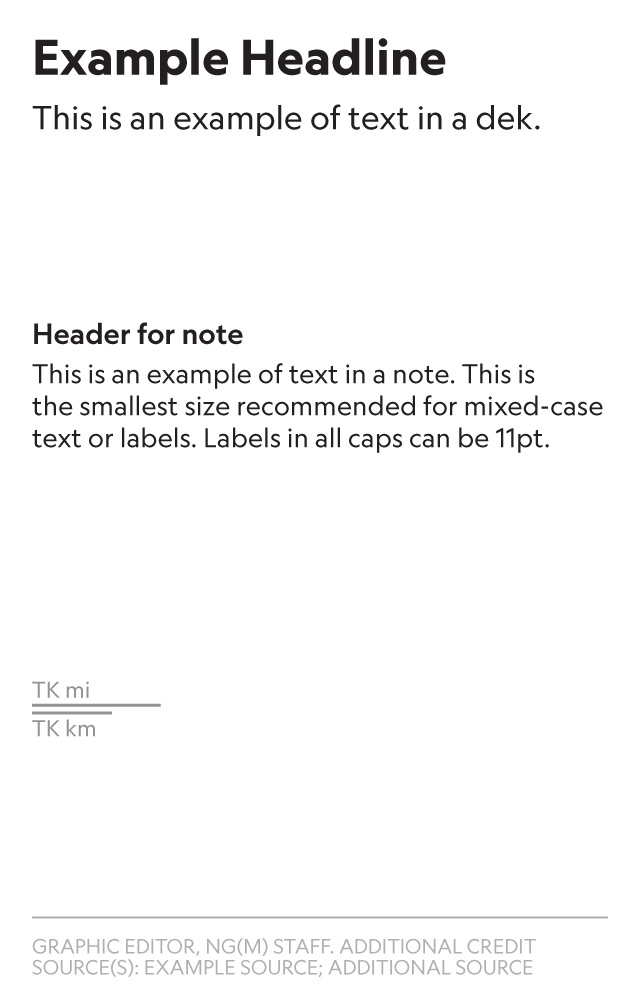 Example Headline
This is an example of text in a dek.
Header for note
This is an example of text in a note. This is
the smallest size recommended for mixed-case
text or labels. Labels in all caps can be 11pt.
TK mi
TK km
GRAPHIC EDITOR, NG(M) STAFF. ADDITIONAL CREDIT
SOURCE(S): EXAMPLE SOURCE; ADDITIONAL SOURCE